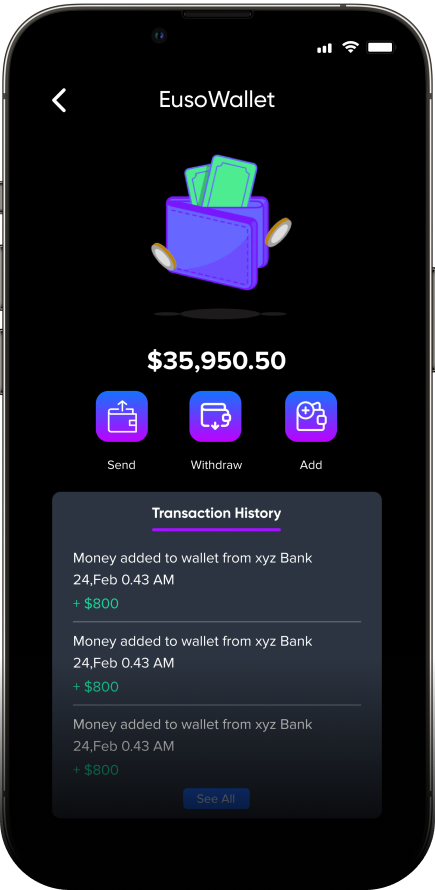 EusoWallet
$35,950.50
Send Withdraw Add
Transaction History
Money added to wallet from xyz Bank
24,Feb 0.43 AM
+ $800
Money added to wallet from xyz Bank
24,Feb 0.43 AM
+ $800
Money added to wallet from xyz Bank
24,Feb 0.43 AM
+ $800
See All